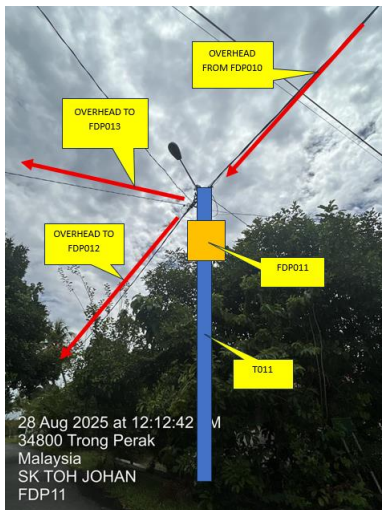 OVERHEAD
FROM FDP010
OVERHEAD TO
FDP013
OVERHEAD TO
FDP012
FDP011
T011
28 Aug 2025 at 12:12:42 M
34800 Trong Perak
Malaysia
SK TOH JOHAN
FDP11